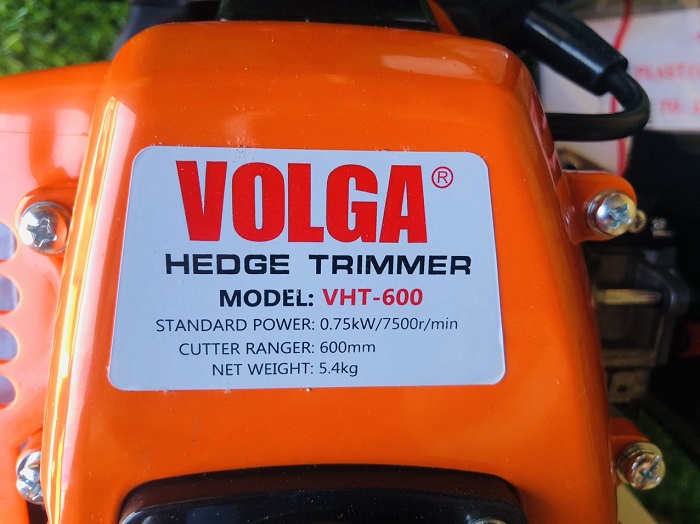 VOLGA®
HEDGE TRIMMER
MODEL: VHT-600
STANDARD POWER: 0.75kW/7500r/min
CUTTER RANGER: 600mm
NET WEIGHT: 5.4kg